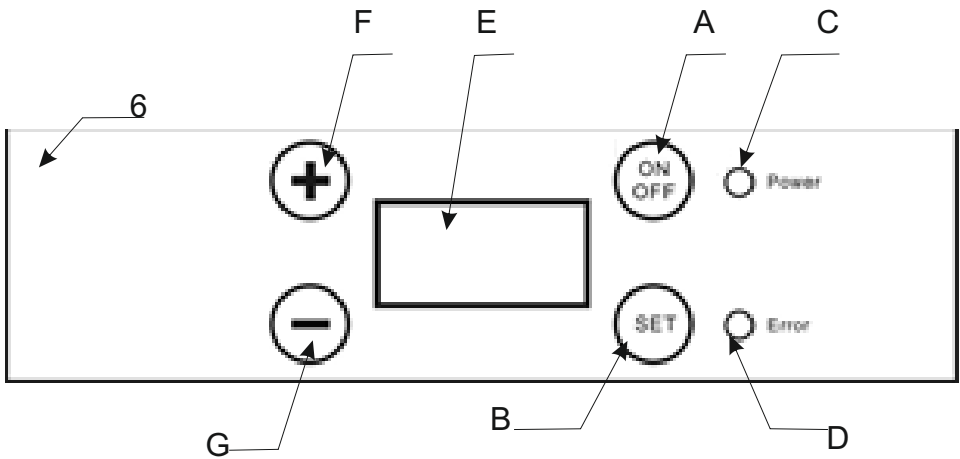 F E A C
6
+
ON
OFF
Power
−
SET
Error
G B D